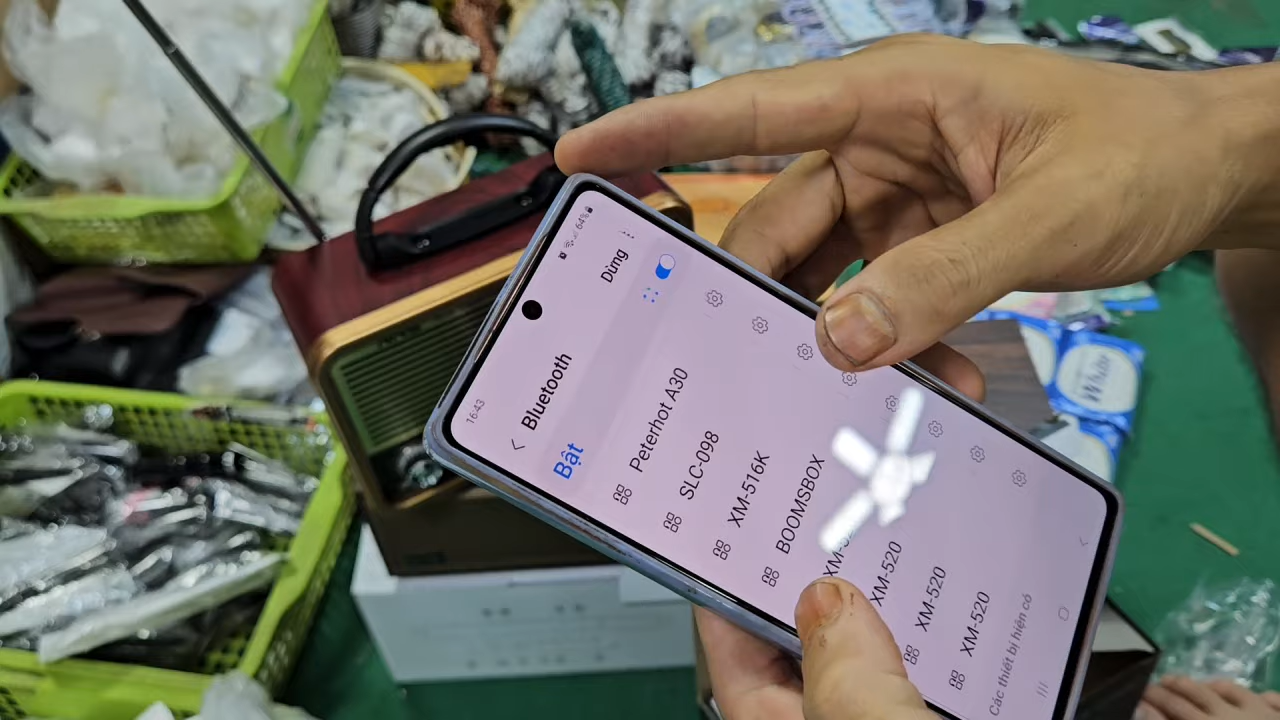 16:43
64%
Bluetooth
Dừng
Bật
Peterhot A30
SLC-098
XM-516K
BOOMSBOX
XM-520
XM-520
XM-520
Các thiết bị hiện có
White